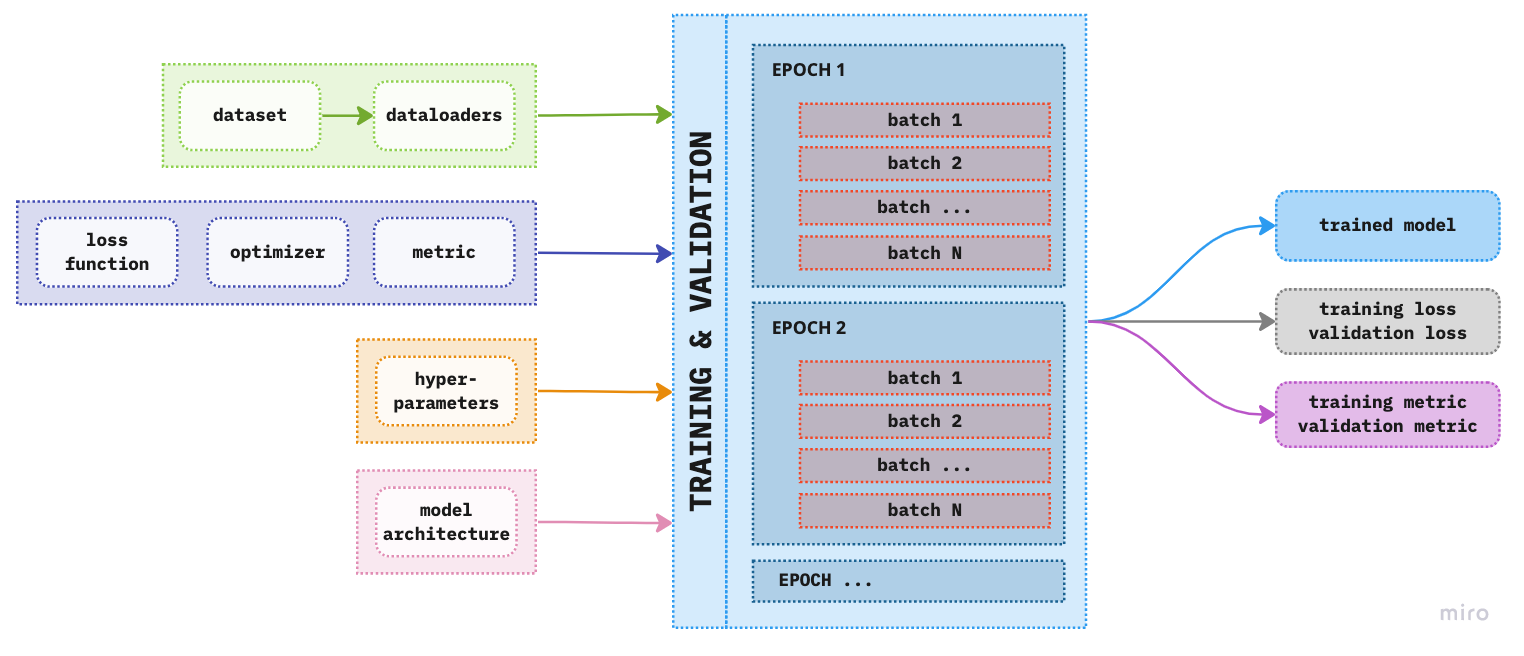 dataset
dataloaders
loss
function
optimizer
metric
hyper-
parameters
model
architecture
TRAINING & VALIDATION
EPOCH 1
batch 1
batch 2
batch ...
batch N
EPOCH 2
batch 1
batch 2
batch ...
batch N
EPOCH ...
trained model
training loss
validation loss
training metric
validation metric
miro